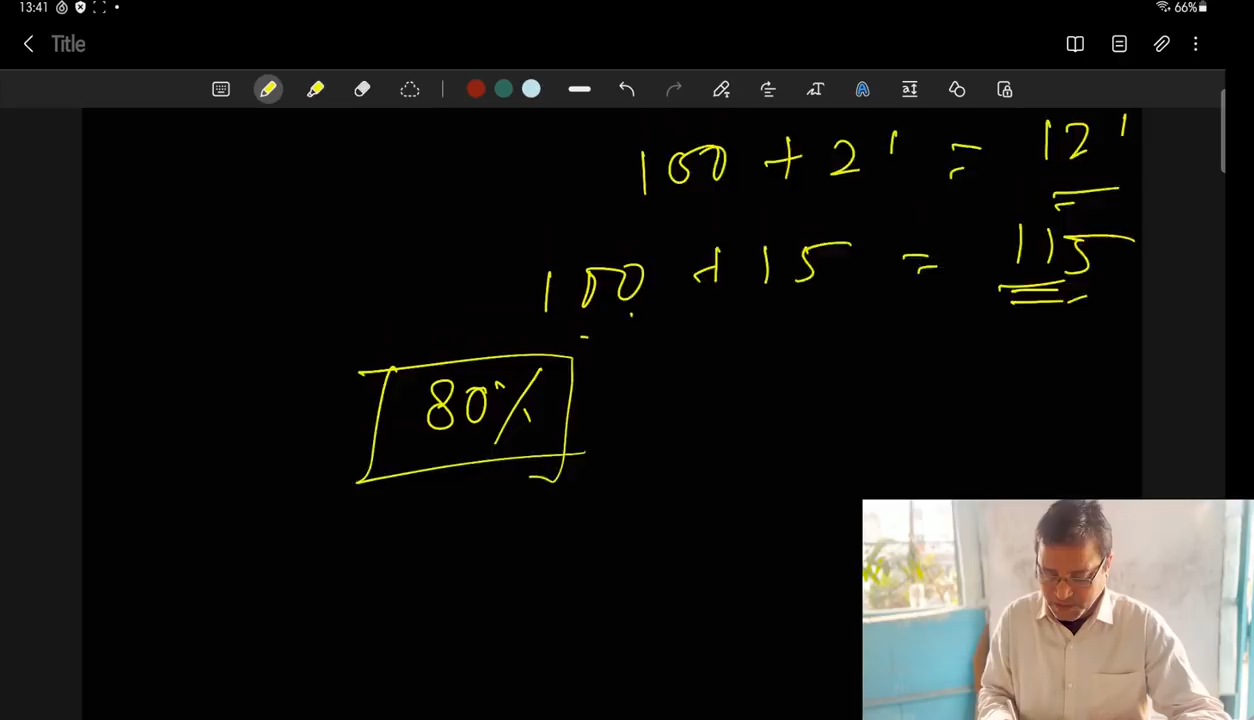 13:41 66%
Title
100 + 21 = 121
100 + 15 = 115
80%